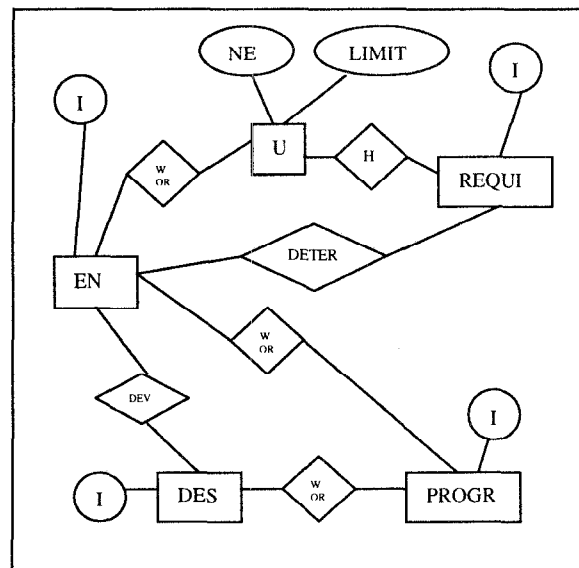 NE
LIMIT
I
I
U
W
OR
H
REQUI
DETER
EN
W
OR
DEV
I
I
DES
W
OR
PROGR